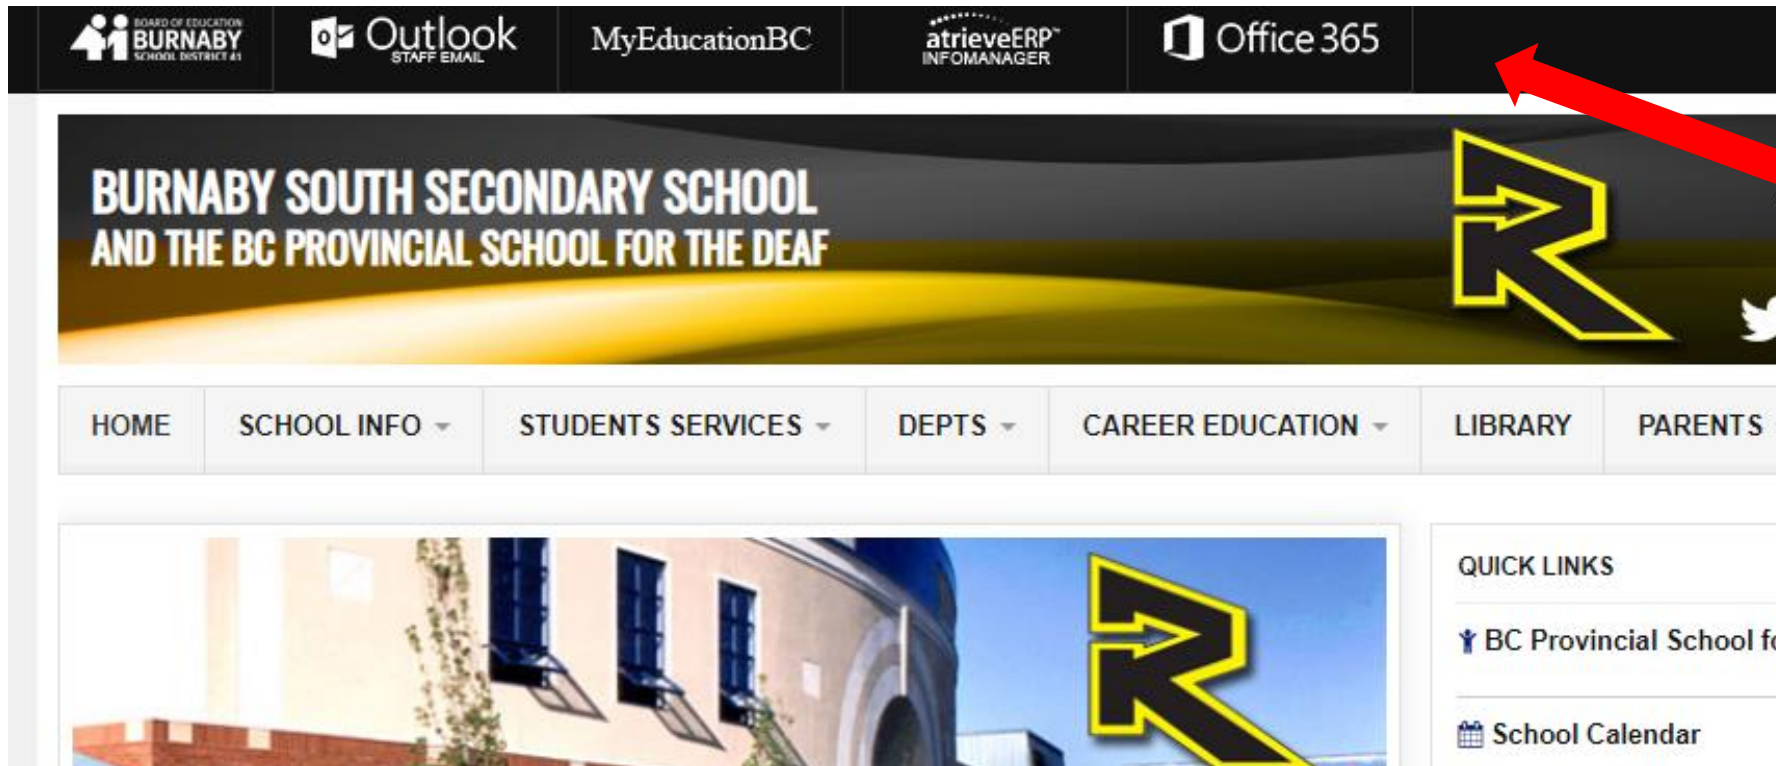 BOARD OF EDUCATION
BURNABY
SCHOOL DISTRICT 41
Outlook
STAFF EMAIL
MyEducationBC
atrieveERP™
INFOMANAGER
Office 365
BURNABY SOUTH SECONDARY SCHOOL
AND THE BC PROVINCIAL SCHOOL FOR THE DEAF
R
HOME SCHOOL INFO STUDENTS SERVICES DEPTS CAREER EDUCATION LIBRARY PARENTS
R
QUICK LINKS
BC Provincial School fo
School Calendar